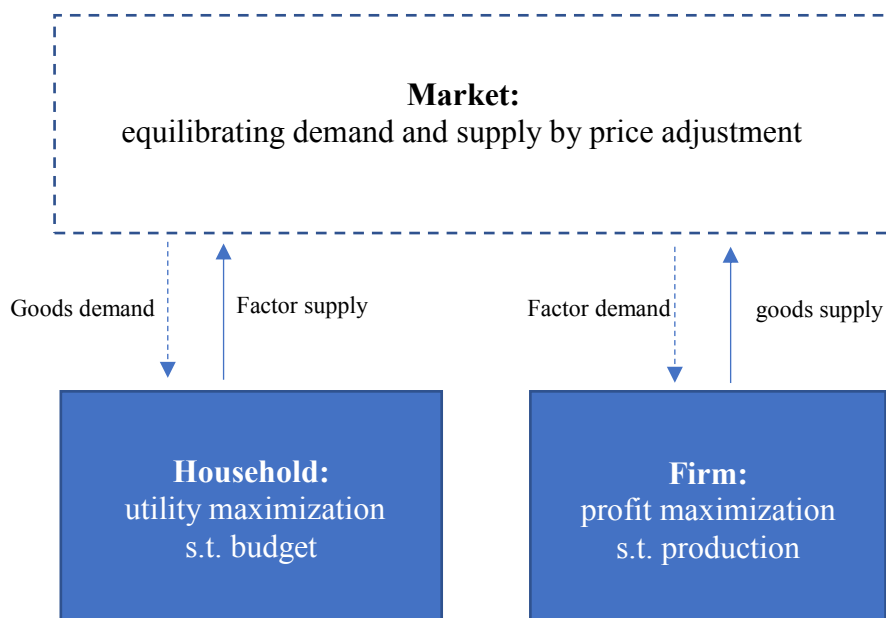 Market:
equilibrating demand and supply by price adjustment
Goods demand
Factor supply
Factor demand
goods supply
Household:
utility maximization
s.t. budget
Firm:
profit maximization
s.t. production